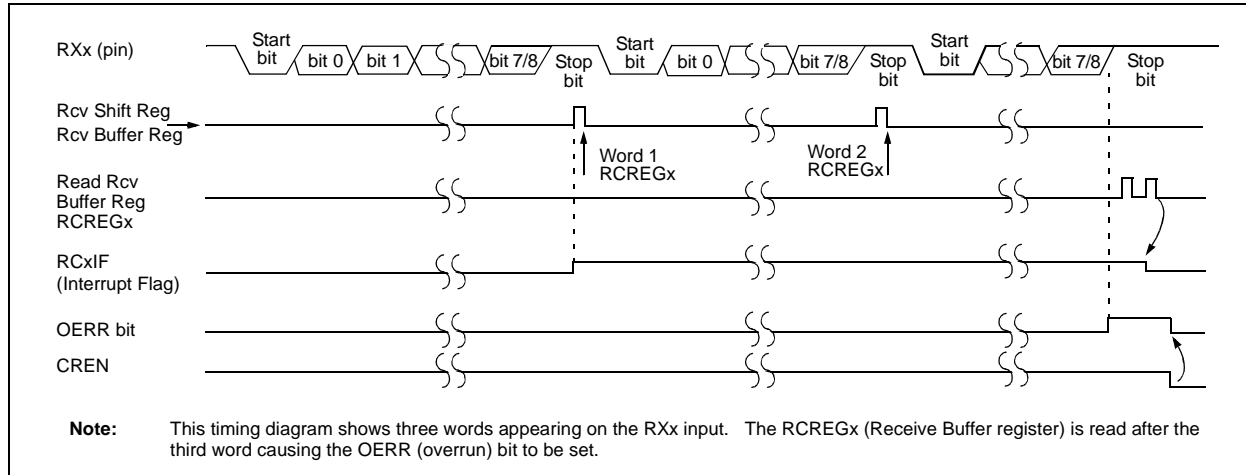 RXx (pin)
Start
bit
bit 0
bit 1
bit 7/8
Stop
bit
Start
bit
bit 0
bit 7/8
Stop
bit
Start
bit
bit 7/8
Stop
bit
Rcv Shift Reg
Rcv Buffer Reg
Word 1
RCREGx
Word 2
RCREGx
Read Rcv
Buffer Reg
RCREGx
RCxIF
(Interrupt Flag)
OERR bit
CREN
Note: This timing diagram shows three words appearing on the RXx input. The RCREGx (Receive Buffer register) is read after the
third word causing the OERR (overrun) bit to be set.